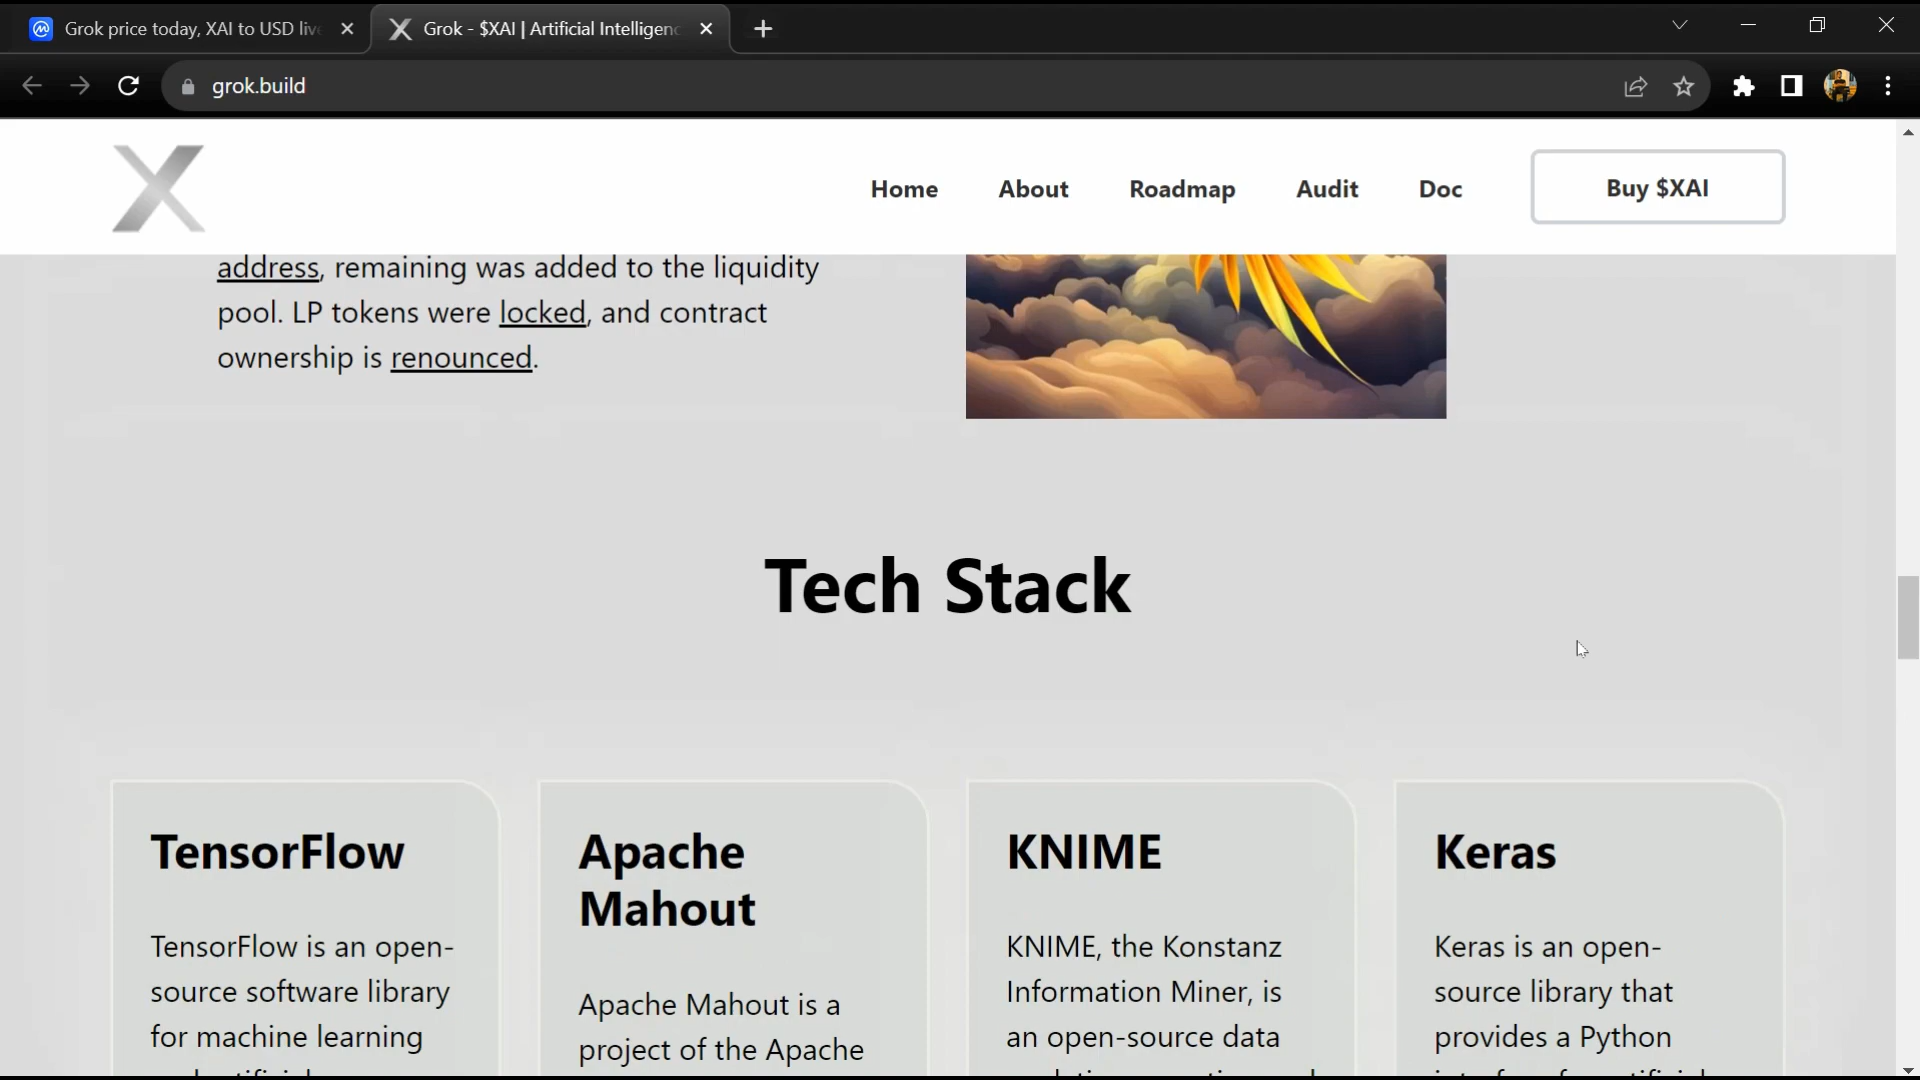 Grok price today, XAI to USD liv
Grok - $XAI | Artificial Intelligenc
grok.build
X
Home
About
Roadmap
Audit
Doc
Buy $XAI
address, remaining was added to the liquidity
pool. LP tokens were locked, and contract
ownership is renounced.
Tech Stack
TensorFlow
TensorFlow is an open-
source software library
for machine learning
Apache
Mahout
Apache Mahout is a
project of the Apache
KNIME
KNIME, the Konstanz
Information Miner, is
an open-source data
Keras
Keras is an open-
source library that
provides a Python